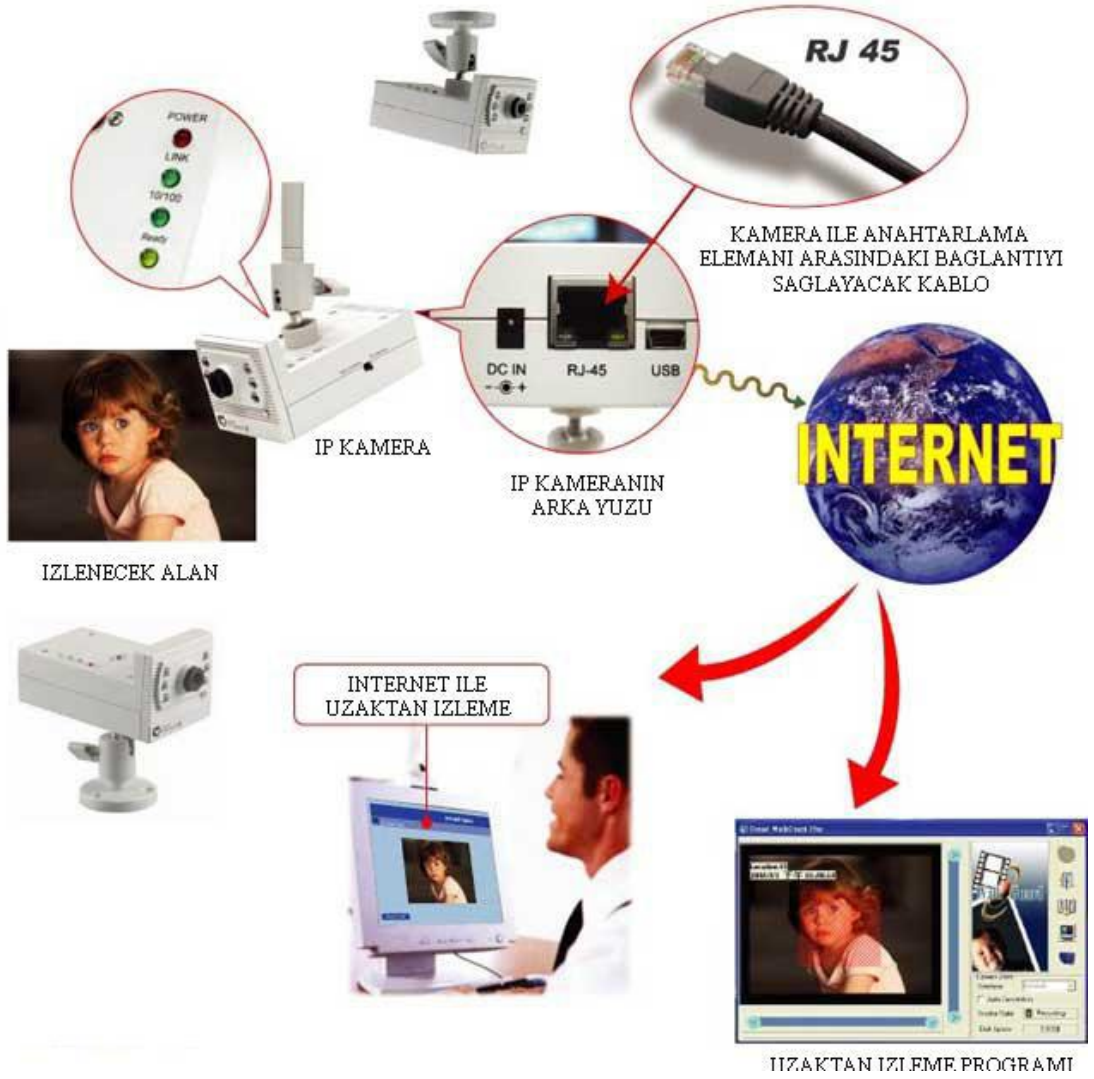 RJ 45
POWER
LINK
10/100
Ready
KAMERA ILE ANAHTARLAMA
ELEMANI ARASINDAKI BAGLANTIYI
SAGLAYACAK KABLO
DC IN
RJ-45
USB
IP KAMERA
IP KAMERANIN
ARKA YUZU
INTERNET
IZLENECEK ALAN
INTERNET ILE
UZAKTAN IZLEME
Recording
UZAKTAN IZLEME PROGRAMI